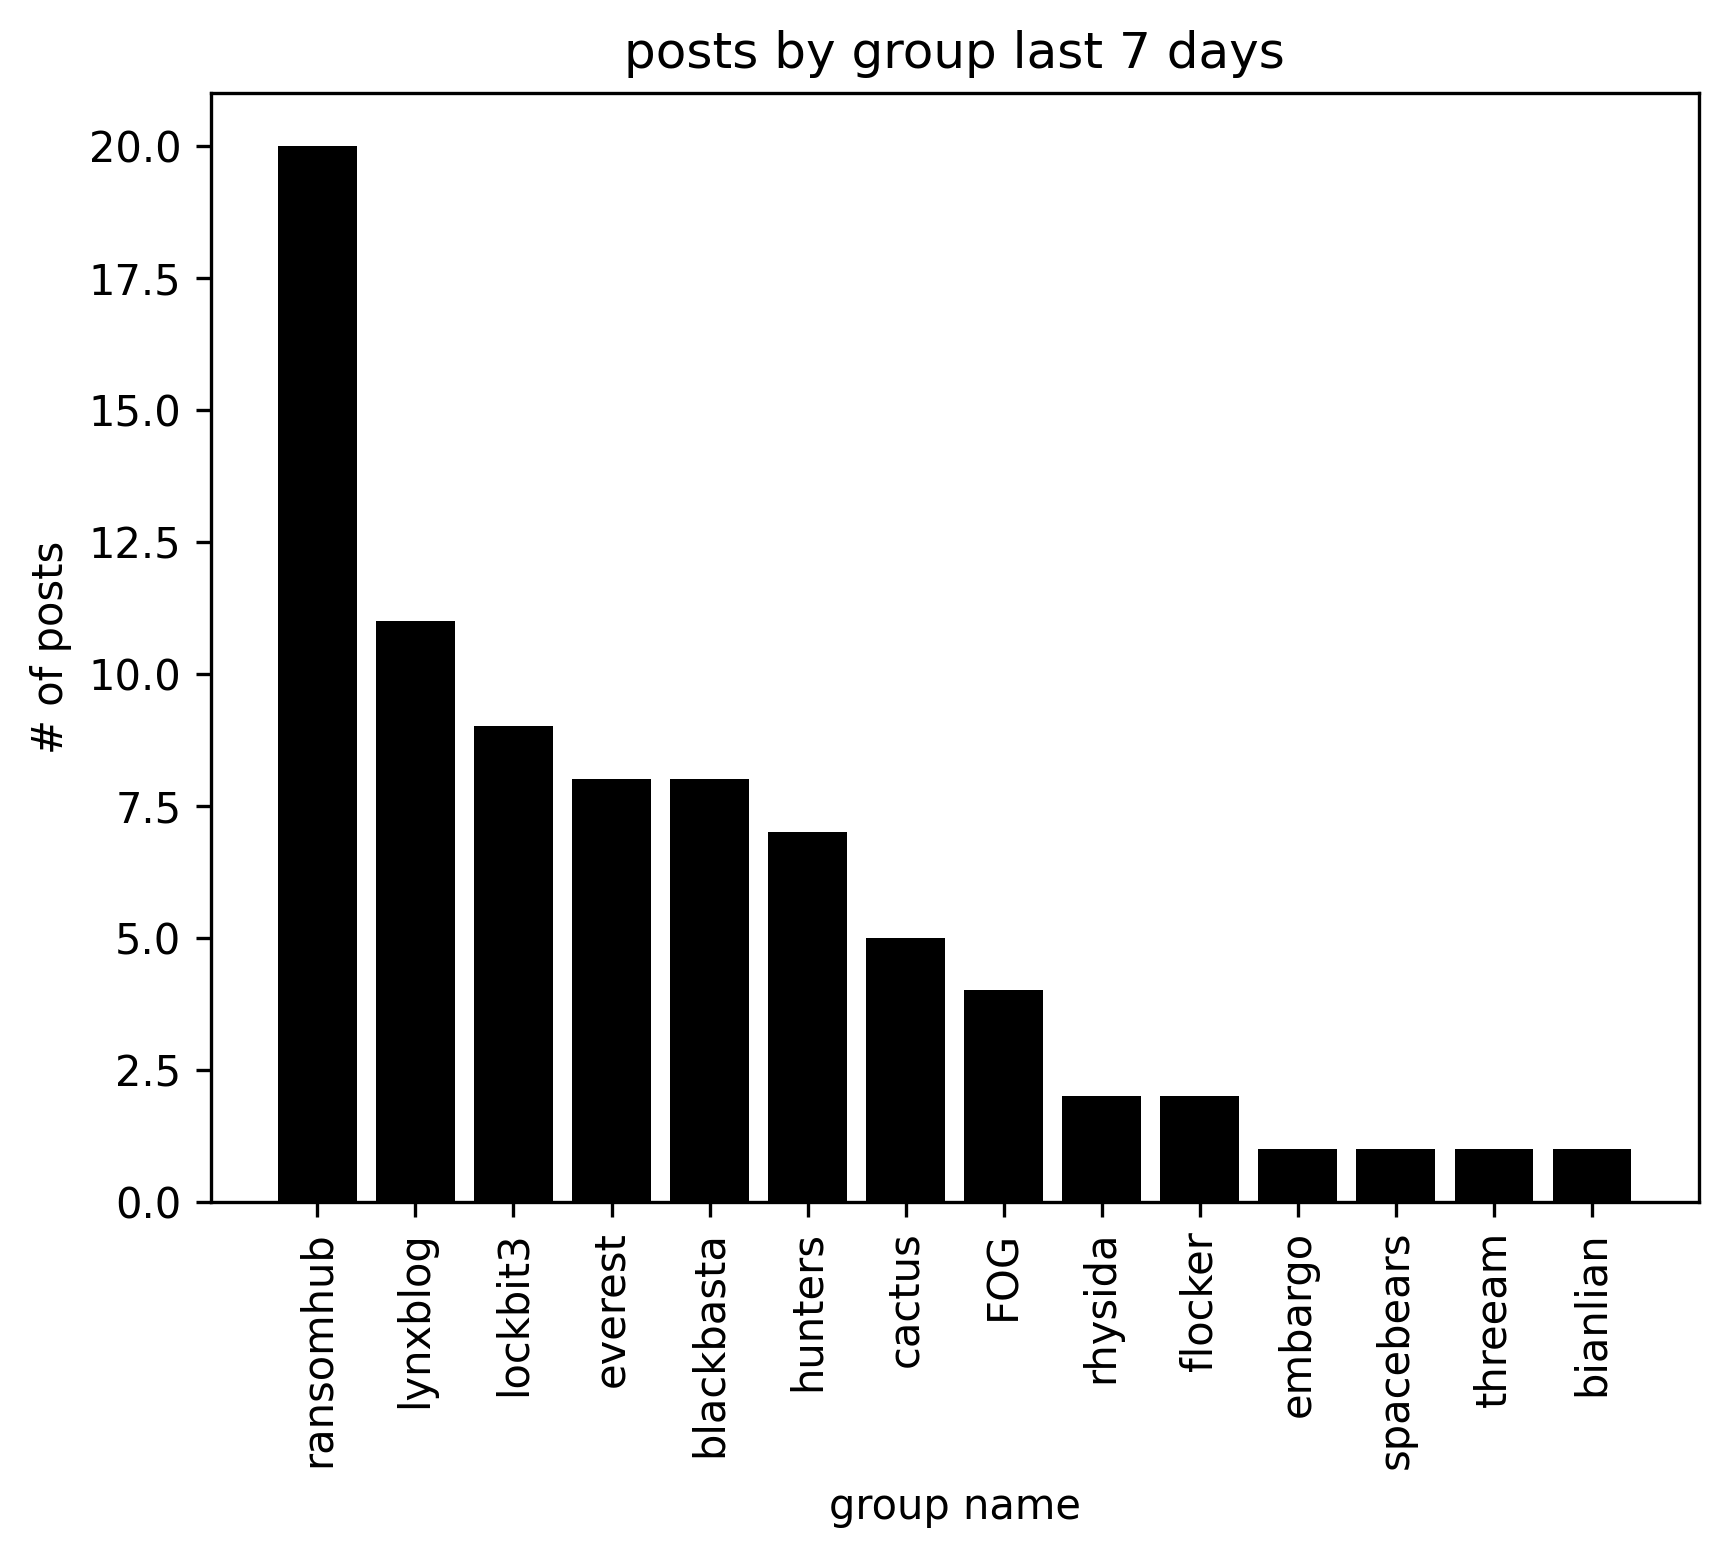 posts by group last 7 days
# of posts
20.0
17.5
15.0
12.5
10.0
7.5
5.0
2.5
0.0
ransomhub
lynxblog
lockbit3
everest
blackbasta
hunters
cactus
FOG
rhysida
flocker
embargo
spacebears
threeam
bianlian
group name